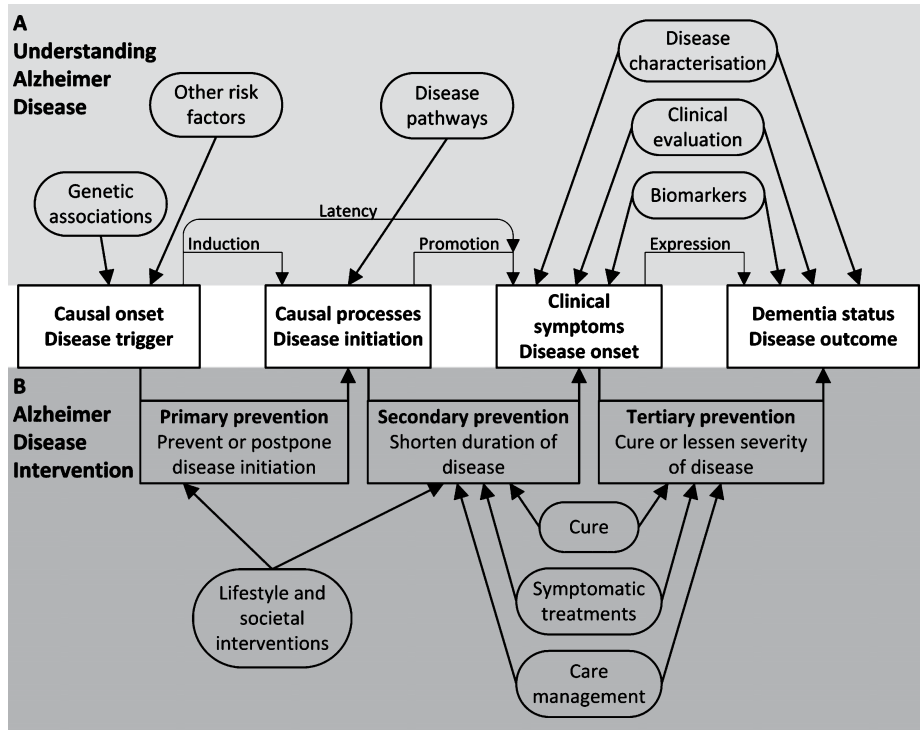 A
Understanding
Alzheimer
Disease
Other risk
factors
Genetic
associations
Disease
pathways
Disease
characterisation
Clinical
evaluation
Biomarkers
Latency
Induction
Promotion
Expression
Causal onset
Disease trigger
Causal processes
Disease initiation
Clinical
symptoms
Disease onset
Dementia status
Disease outcome
B
Alzheimer
Disease
Intervention
Primary prevention
Prevent or postpone
disease initiation
Secondary prevention
Shorten duration of
disease
Tertiary prevention
Cure or lessen severity
of disease
Lifestyle and
societal
interventions
Cure
Symptomatic
treatments
Care
management